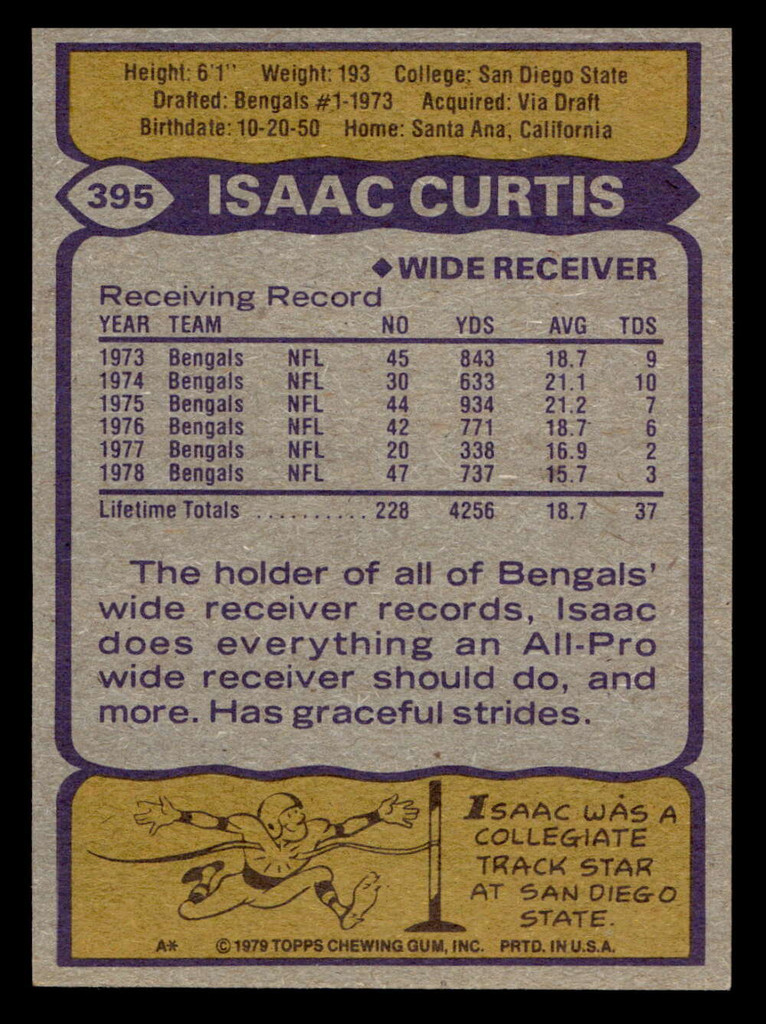 Height: 6'1" Weight: 193 College: San Diego State
Drafted: Bengals #1-1973 Acquired: Via Draft
Birthdate: 10-20-50 Home: Santa Ana, California
395 ISAAC CURTIS
◆ WIDE RECEIVER
Receiving Record
YEAR TEAM NO YDS AVG TDS
1973 Bengals NFL 45 843 18.7 9
1974 Bengals NFL 30 633 21.1 10
1975 Bengals NFL 44 934 21.2 7
1976 Bengals NFL 42 771 18.7 6
1977 Bengals NFL 20 338 16.9 2
1978 Bengals NFL 47 737 15.7 3
Lifetime Totals .......... 228 4256 18.7 37
The holder of all of Bengals'
wide receiver records, Isaac
does everything an All-Pro
wide receiver should do, and
more. Has graceful strides.
ISAAC WAS A
COLLEGIATE
TRACK STAR
AT SAN DIEGO
STATE.
A* © 1979 TOPPS CHEWING GUM, INC. PRTD. IN U.S.A.